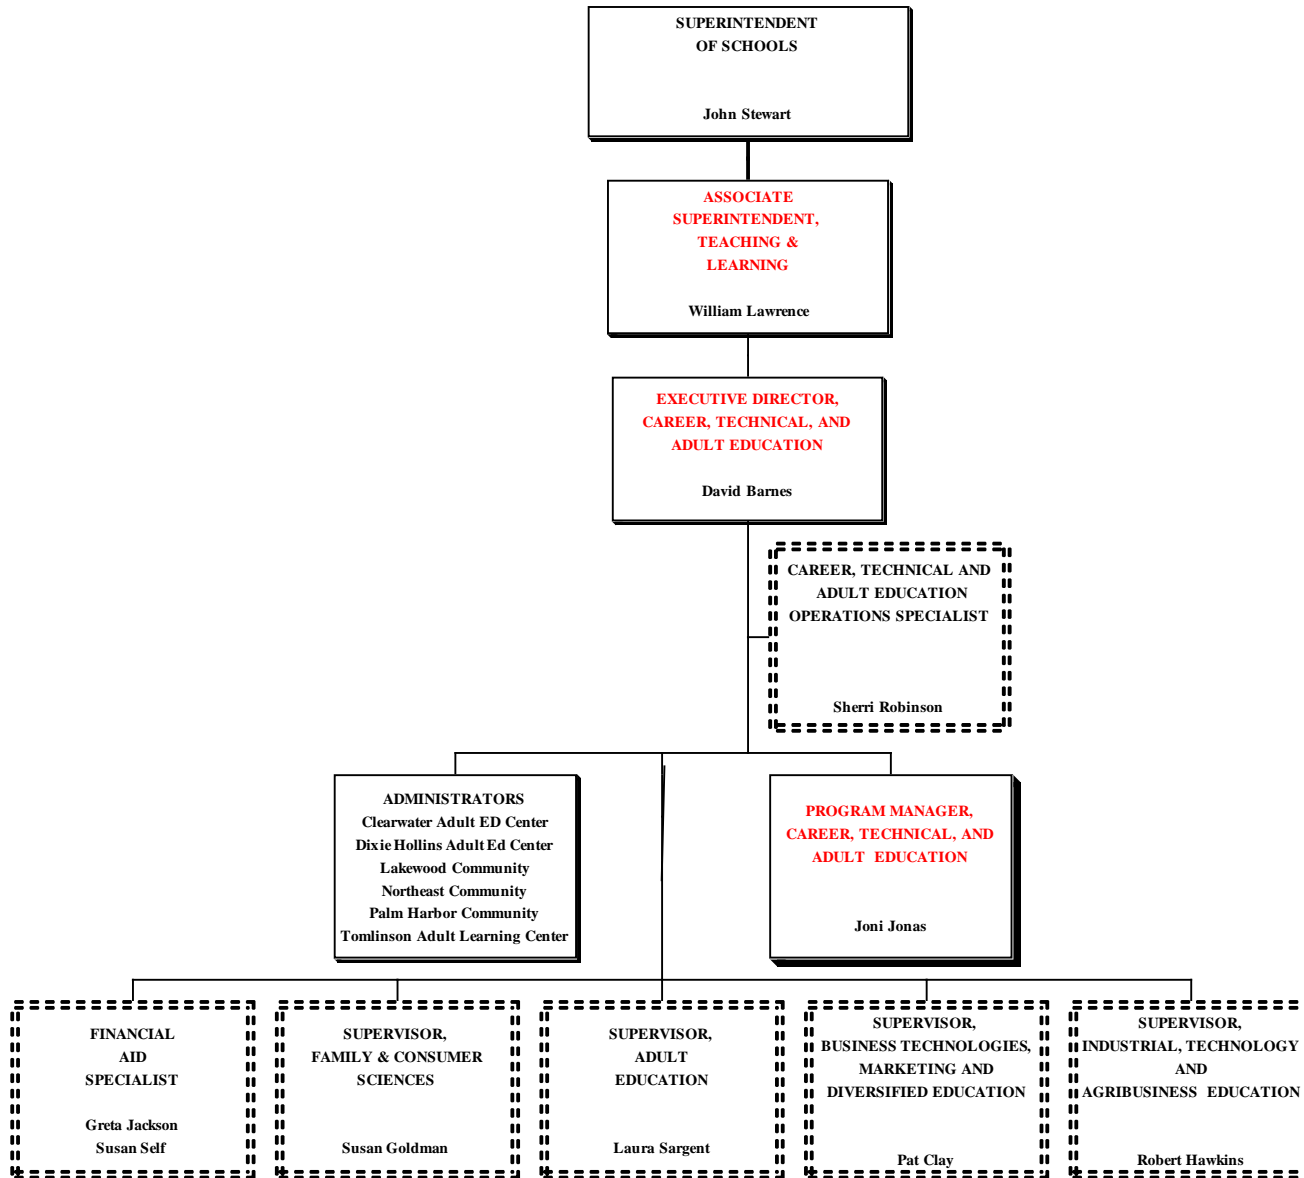 SUPERINTENDENT
OF SCHOOLS
John Stewart
ASSOCIATE
SUPERINTENDENT,
TEACHING &
LEARNING
William Lawrence
EXECUTIVE DIRECTOR,
CAREER, TECHNICAL, AND
ADULT EDUCATION
David Barnes
CAREER, TECHNICAL AND
ADULT EDUCATION
OPERATIONS SPECIALIST
Sherri Robinson
ADMINISTRATORS
Clearwater Adult ED Center
Dixie Hollins Adult Ed Center
Lakewood Community
Northeast Community
Palm Harbor Community
Tomlinson Adult Learning Center
PROGRAM MANAGER,
CAREER, TECHNICAL, AND
ADULT EDUCATION
Joni Jonas
FINANCIAL
AID
SPECIALIST
Greta Jackson
Susan Self
SUPERVISOR,
FAMILY & CONSUMER
SCIENCES
Susan Goldman
SUPERVISOR,
ADULT
EDUCATION
Laura Sargent
SUPERVISOR,
BUSINESS TECHNOLOGIES,
MARKETING AND
DIVERSIFIED EDUCATION
Pat Clay
SUPERVISOR,
INDUSTRIAL, TECHNOLOGY
AND
AGRIBUSINESS EDUCATION
Robert Hawkins